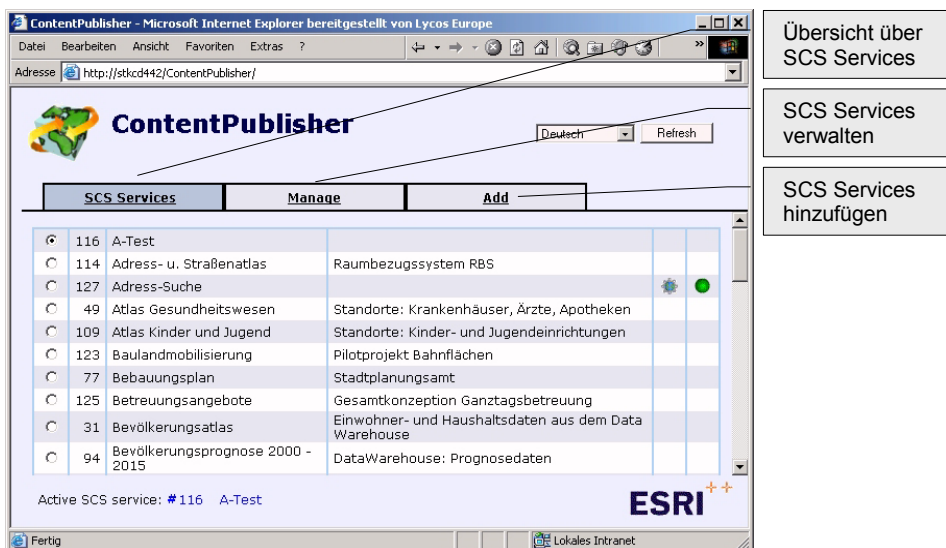 ContentPublisher - Microsoft Internet Explorer bereitgestellt von Lycos Europe
Datei Bearbeiten Ansicht Favoriten Extras ? »
Adresse http://stkcd442/ContentPublisher/
ContentPublisher
Deutsch Refresh
SCS Services Manage Add
116 A-Test
114 Adress- u. Straßenatlas Raumbezugssystem RBS
127 Adress-Suche
49 Atlas Gesundheitswesen Standorte: Krankenhäuser, Ärzte, Apotheken
109 Atlas Kinder und Jugend Standorte: Kinder- und Jugendeinrichtungen
123 Baulandmobilisierung Pilotprojekt Bahnflächen
77 Bebauungsplan Stadtplanungsamt
125 Betreuungsangebote Gesamtkonzeption Ganztagsbetreuung
31 Bevölkerungsatlas Einwohner- und Haushaltsdaten aus dem Data
Warehouse
94 Bevölkerungsprognose 2000 -
2015 DataWarehouse: Prognosedaten
Active SCS service: #116 A-Test
ESRI
Fertig Lokales Intranet
Übersicht über
SCS Services
SCS Services
verwalten
SCS Services
hinzufügen